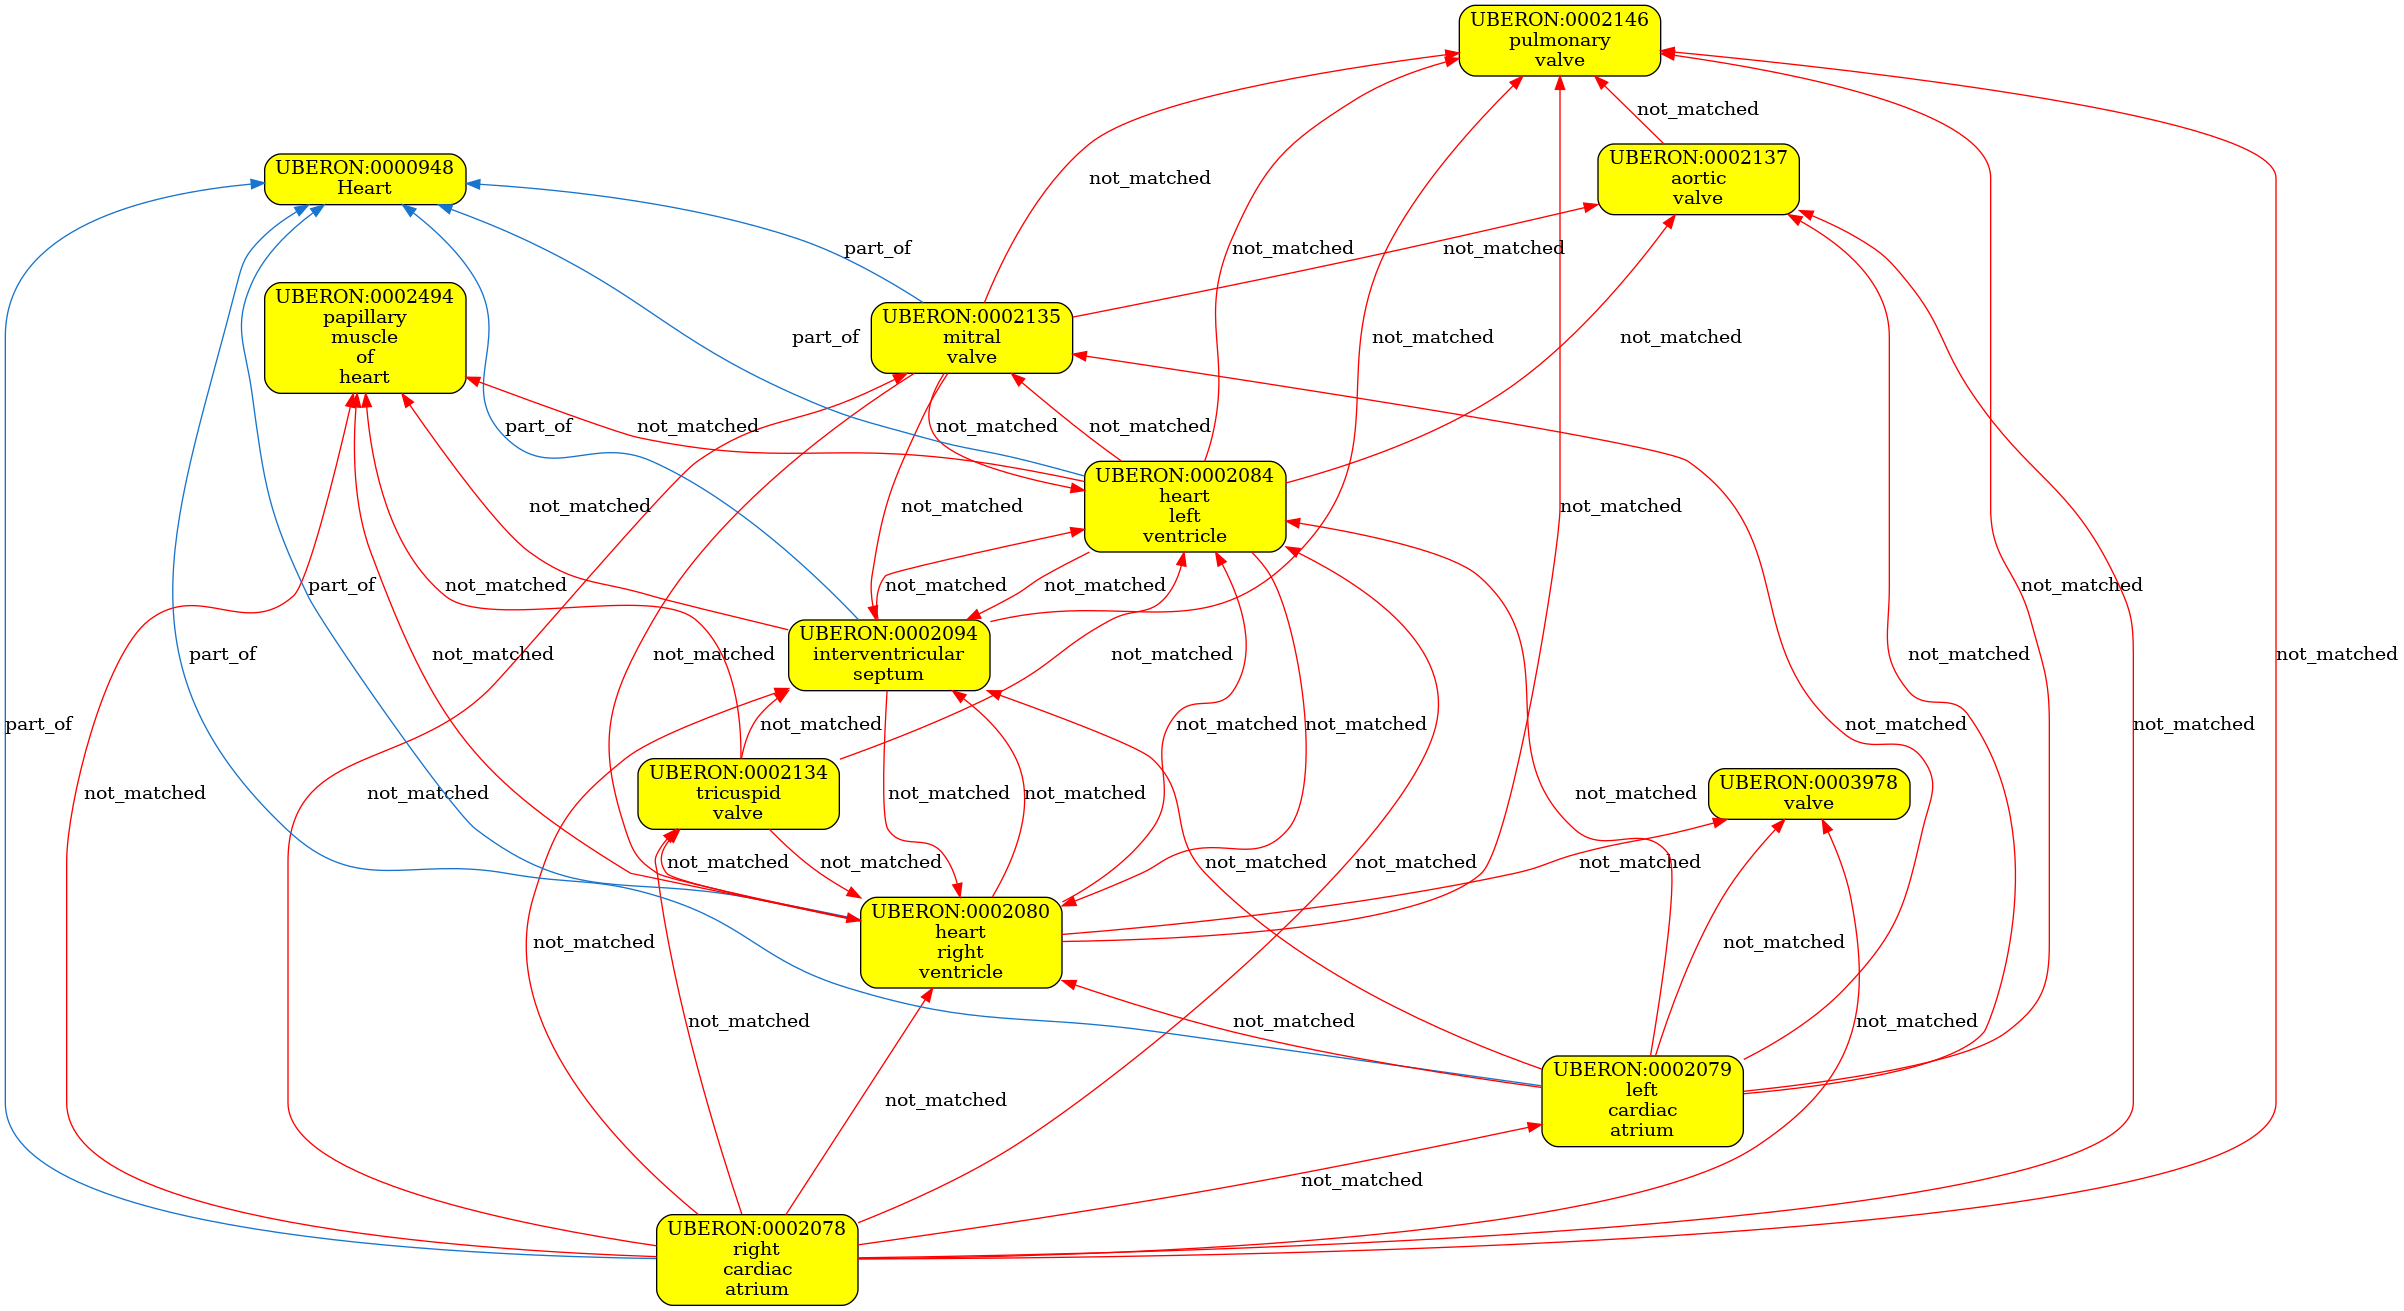 UBERON:0002146
pulmonary
valve
not_matched
UBERON:0002137
aortic
valve
UBERON:0000948
Heart
not_matched
part_of
not_matched
not_matched
UBERON:0002494
papillary
muscle
of
heart
UBERON:0002135
mitral
valve
part_of
not_matched
not_matched
part_of
not_matched
not_matched
not_matched
UBERON:0002084
heart
left
ventricle
not_matched
not_matched
not_matched
part_of
not_matched
not_matched
not_matched
not_matched
UBERON:0002094
interventricular
septum
part_of
not_matched
not_matched
not_matched
not_matched
not_matched
part_of
not_matched
not_matched
not_matched
not_matched
not_matched
UBERON:0002134
tricuspid
valve
not_matched
not_matched
not_matched
not_matched
not_matched
UBERON:0003978
valve
not_matched
not_matched
not_matched
not_matched
not_matched
UBERON:0002080
heart
right
ventricle
not_matched
not_matched
not_matched
not_matched
not_matched
UBERON:0002079
left
cardiac
atrium
not_matched
not_matched
UBERON:0002078
right
cardiac
atrium